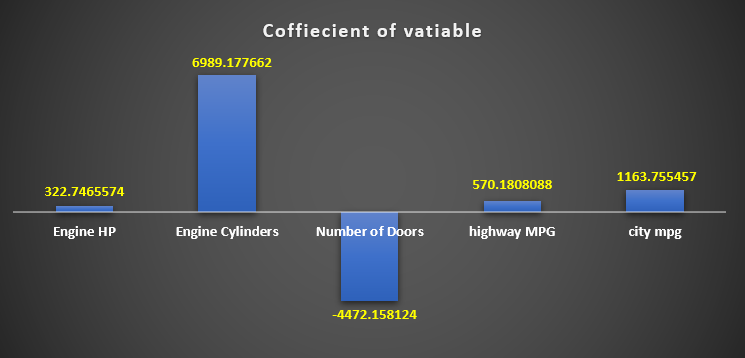 Coffiecient of vatiable
6989.177662
1163.755457
322.7465574
570.1808088
Engine HP
Engine Cylinders
Number of Doors
highway MPG
city mpg
-4472.158124